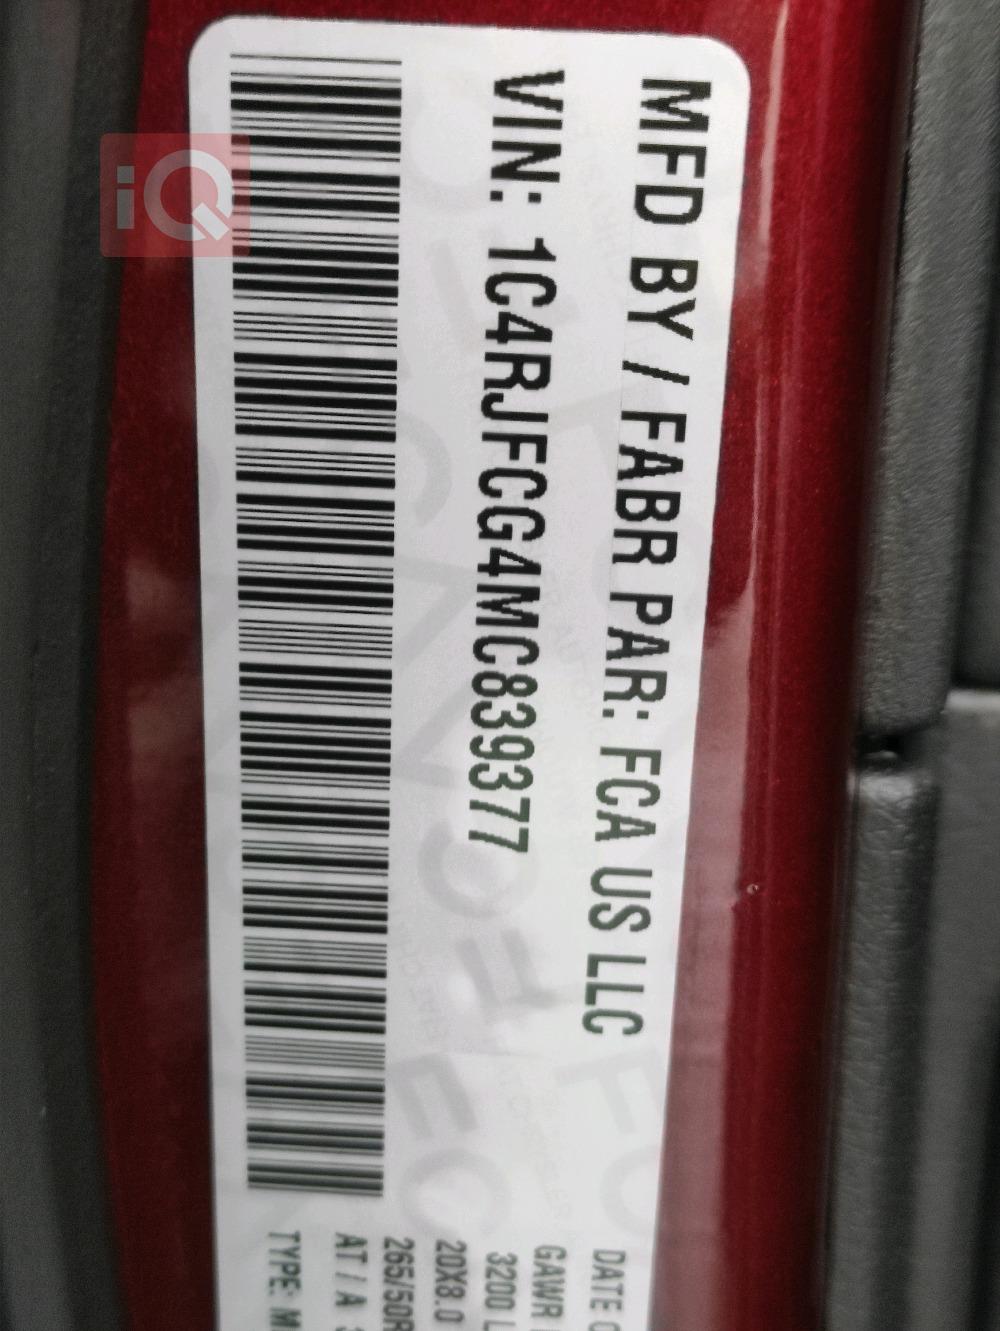 MFD BY / FABR PAR: FCA US LLC
VIN: 1C4RJFCG4MC839377
DATE O
GAWR
3200 L
20X8.0
265/50R
AT / A
TYPE: M
iQ